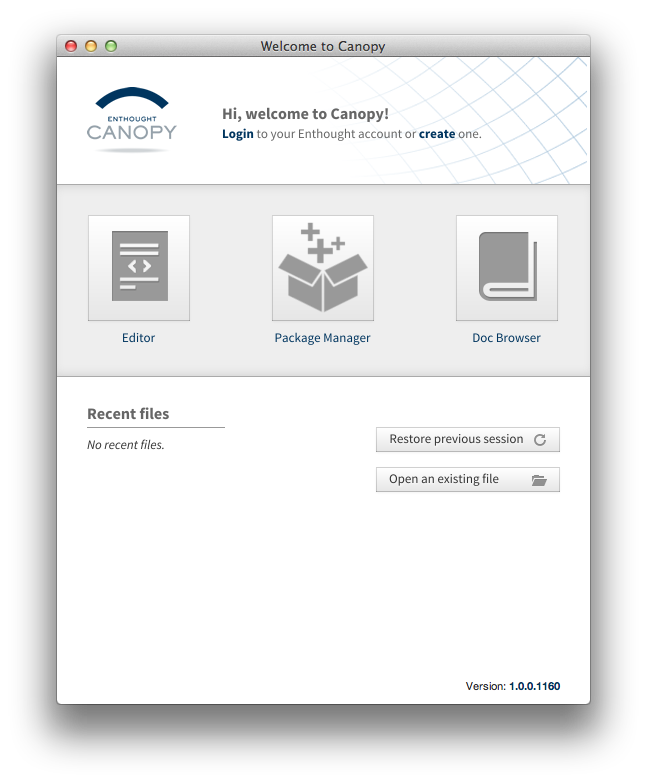 Welcome to Canopy
ENTHOUGHT
CANOPY
Hi, welcome to Canopy!
Login to your Enthought account or create one.
Editor
Package Manager
Doc Browser
Recent files
No recent files.
Restore previous session
Open an existing file
Version: 1.0.0.1160